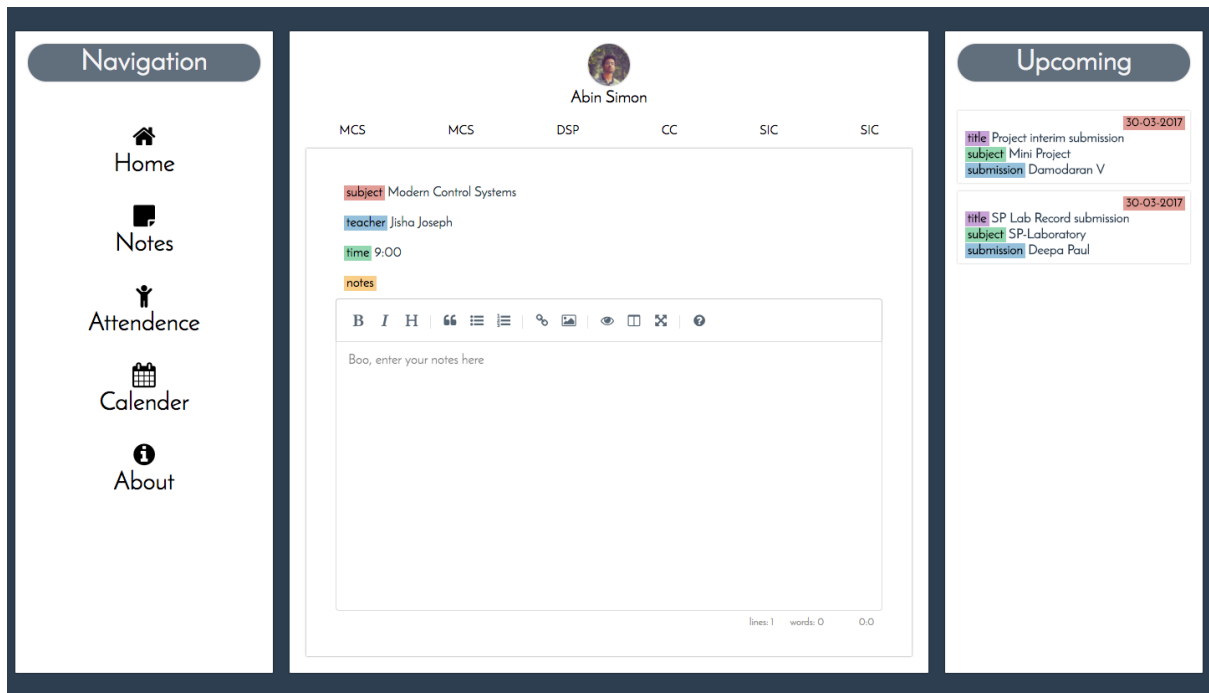 Navigation
Home
Notes
Attendence
Calender
About
Abin Simon
MCS MCS DSP CC SIC SIC
subject Modern Control Systems
teacher Jisha Joseph
time 9:00
notes
B I H
Boo, enter your notes here
lines: 1 words: 0 0:0
Upcoming
30-03-2017
title Project interim submission
subject Mini Project
submission Damodaran V
30-03-2017
title SP Lab Record submission
subject SP-Laboratory
submission Deepa Paul